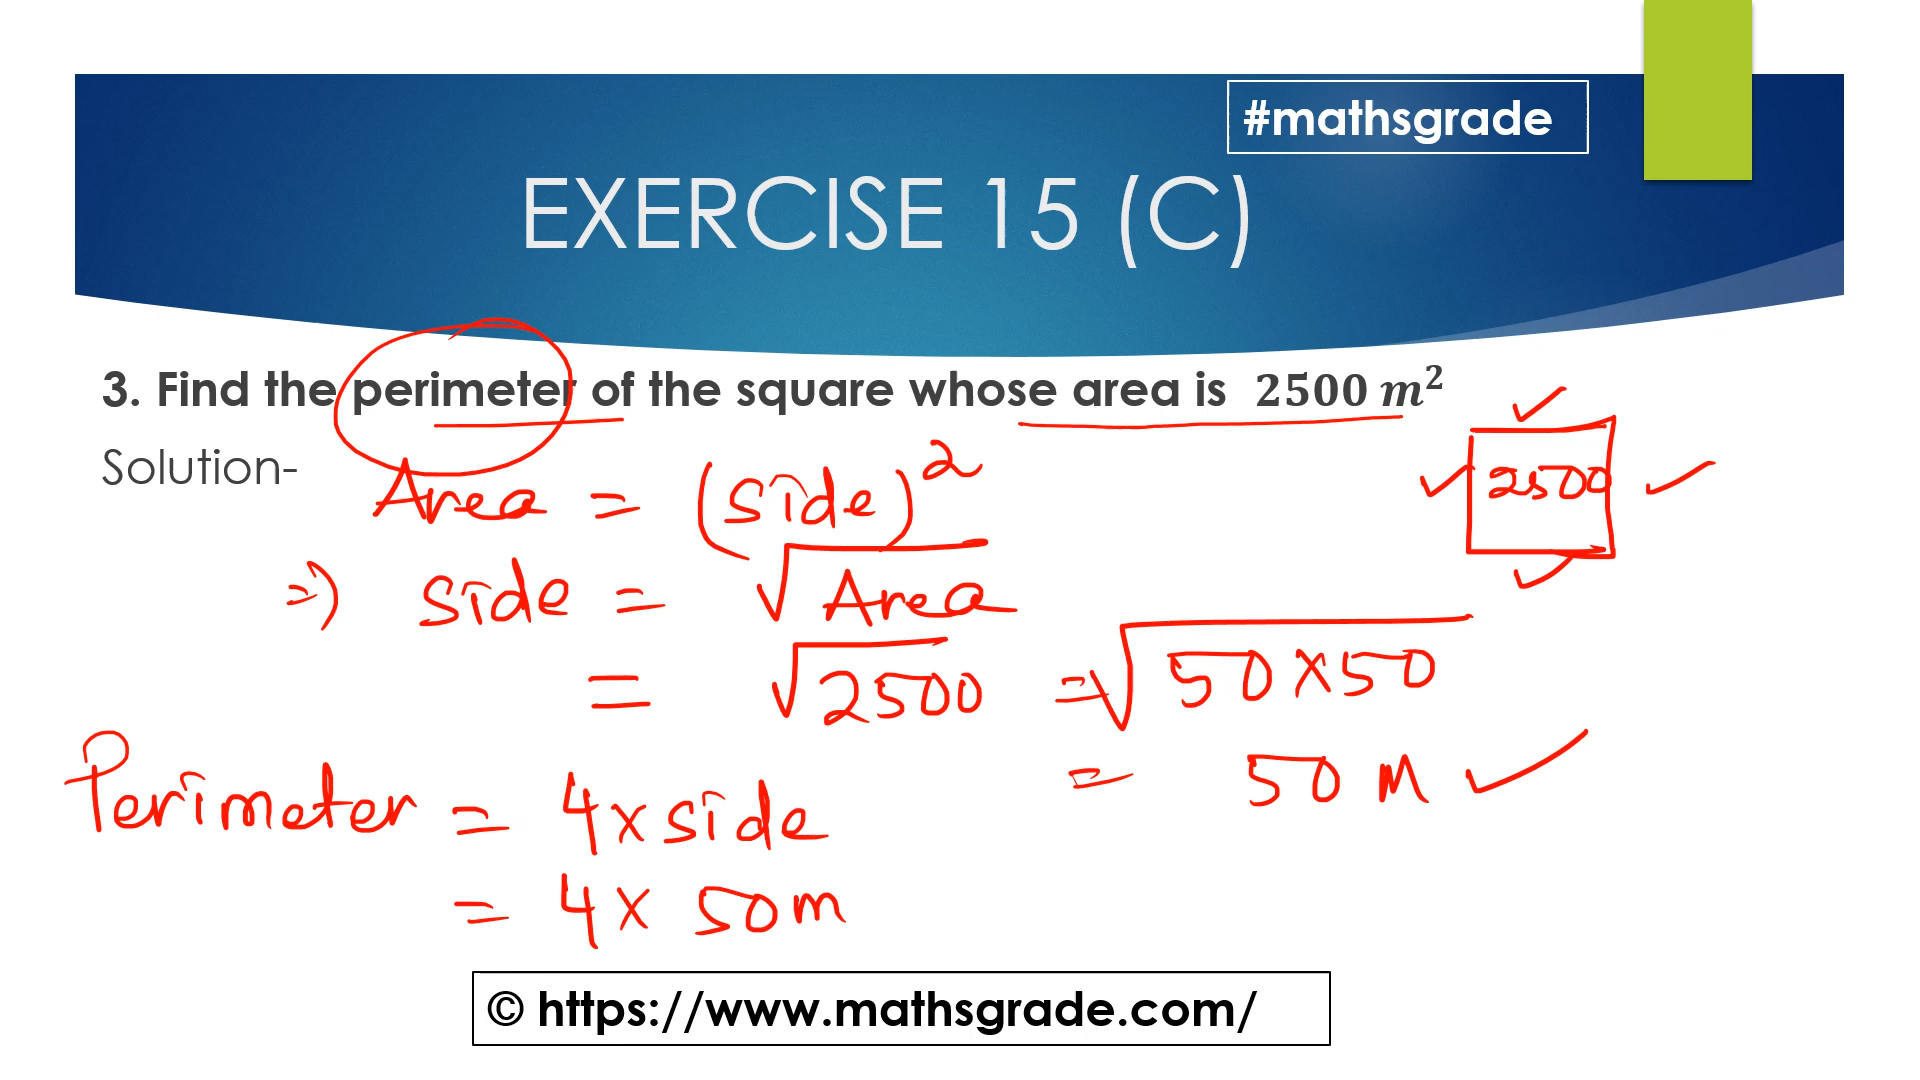 #mathsgrade
EXERCISE 15 (C)
3. Find the perimeter of the square whose area is 2500 m²
Solution-
2500
Area = (side)²
⇒ side = √Area
= √2500 = √50×50
= 50 M
Perimeter = 4×side
= 4× 50m
© https://www.mathsgrade.com/